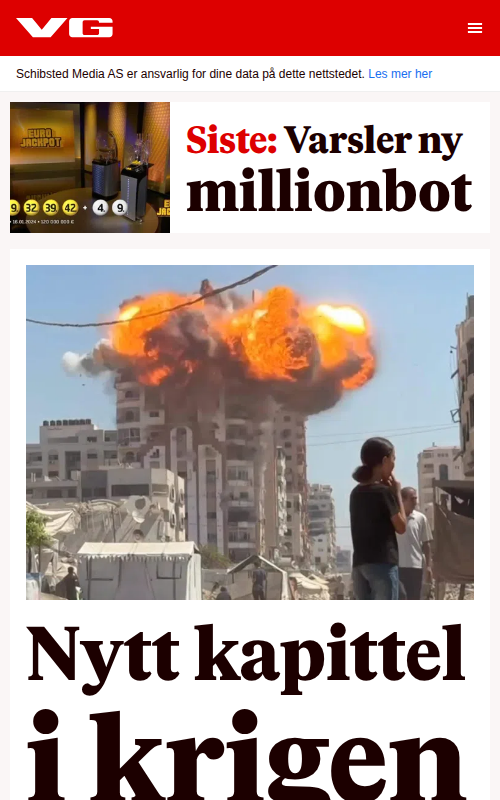 VG
Schibsted Media AS er ansvarlig for dine data på dette nettstedet. Les mer her
EURO
JACKPOT
9 32 39 42 + 4 9
Siste: Varsler ny
millionbot
Nytt kapittel
i krigen